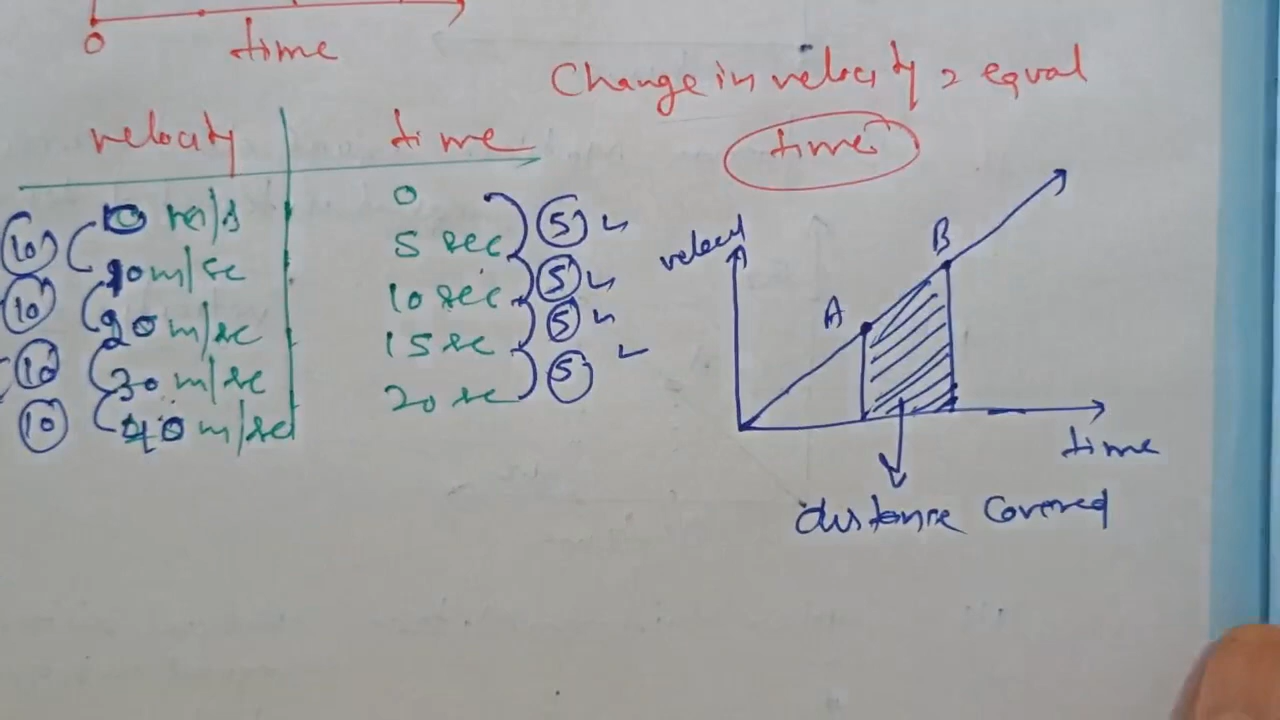 0
time
Change in velocity, equal
time
velocity time
0 m/s 0
10 10m/sec 5 sec 5
10 20 m/sec 10 sec 5
10 30 m/sec 15 sec 5
10 40 m/sec 20 sec 5
velocity
A
B
time
distance covered